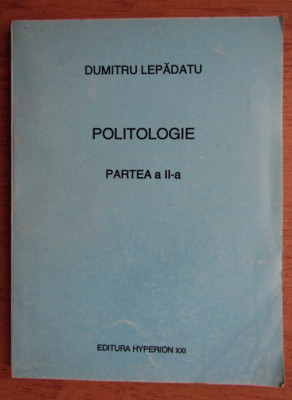 DUMITRU LEPĂDATU
POLITOLOGIE
PARTEA a II-a
EDITURA HYPERION XXI